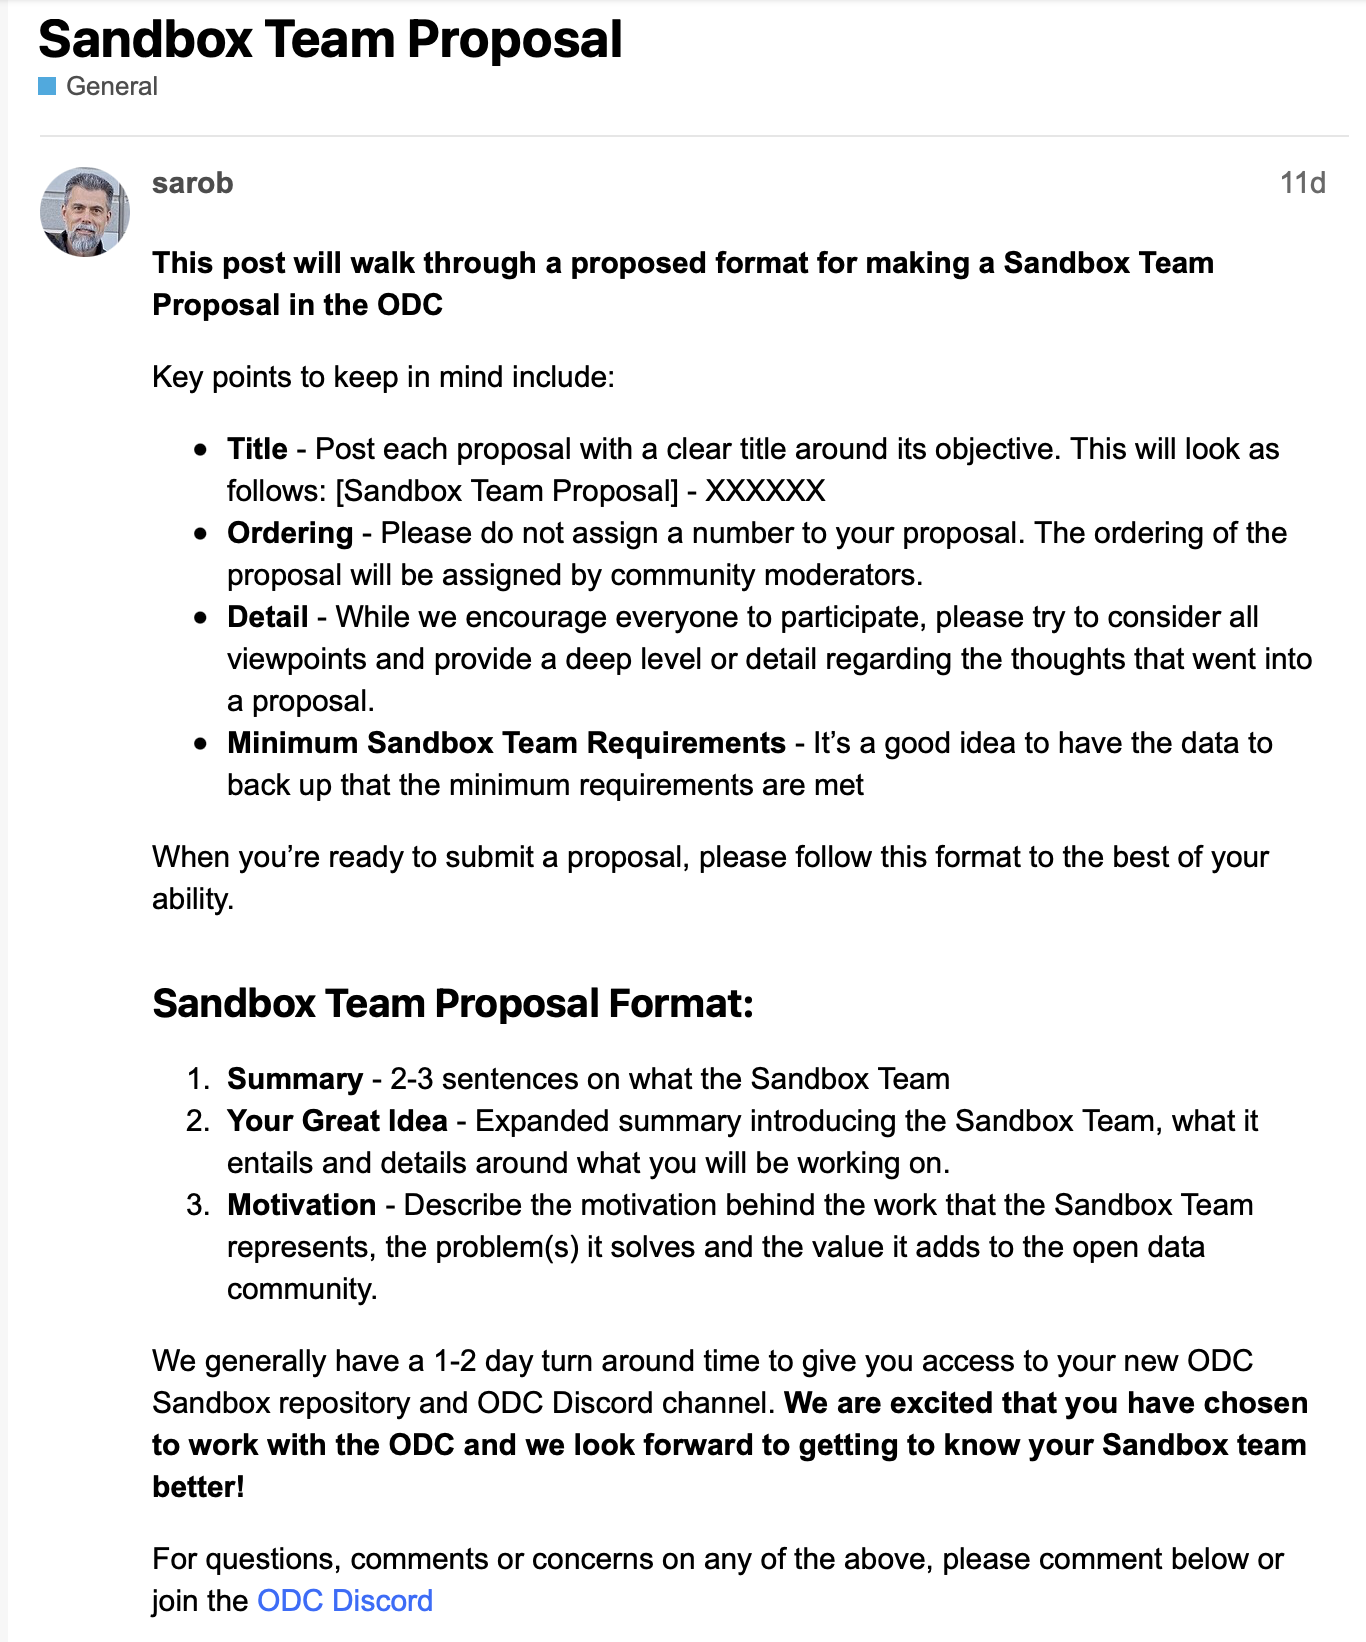 Sandbox Team Proposal
General
sarob
11d
This post will walk through a proposed format for making a Sandbox Team
Proposal in the ODC
Key points to keep in mind include:
• Title - Post each proposal with a clear title around its objective. This will look as
follows: [Sandbox Team Proposal] - XXXXXX
• Ordering - Please do not assign a number to your proposal. The ordering of the
proposal will be assigned by community moderators.
• Detail - While we encourage everyone to participate, please try to consider all
viewpoints and provide a deep level or detail regarding the thoughts that went into
a proposal.
• Minimum Sandbox Team Requirements - It’s a good idea to have the data to
back up that the minimum requirements are met
When you’re ready to submit a proposal, please follow this format to the best of your
ability.
Sandbox Team Proposal Format:
1. Summary - 2-3 sentences on what the Sandbox Team
2. Your Great Idea - Expanded summary introducing the Sandbox Team, what it
entails and details around what you will be working on.
3. Motivation - Describe the motivation behind the work that the Sandbox Team
represents, the problem(s) it solves and the value it adds to the open data
community.
We generally have a 1-2 day turn around time to give you access to your new ODC
Sandbox repository and ODC Discord channel. We are excited that you have chosen
to work with the ODC and we look forward to getting to know your Sandbox team
better!
For questions, comments or concerns on any of the above, please comment below or
join the ODC Discord